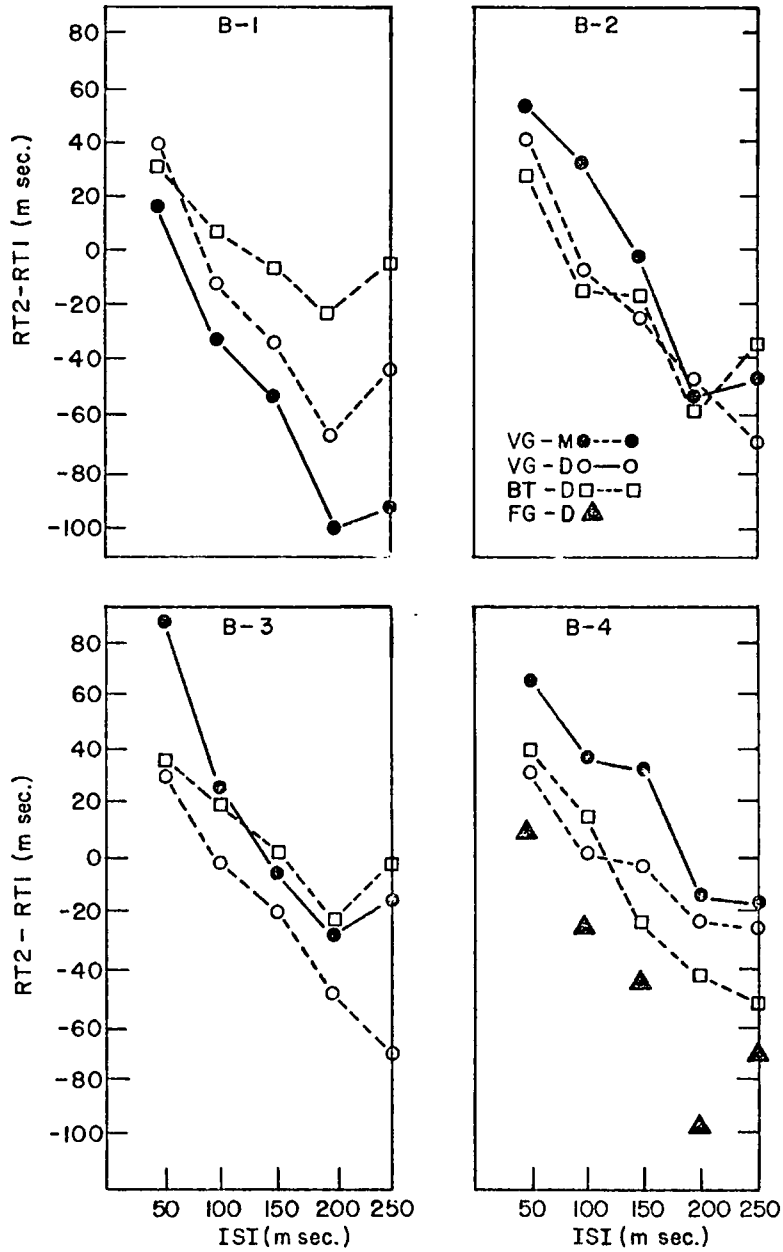 B-1
B-2
80
60
40
20
0
-20
-40
-60
-80
-100
RT2-RT1 (m sec.)
VG-M
VG-D
BT-D
FG-D
B-3
B-4
80
60
40
20
0
-20
-40
-60
-80
-100
RT2-RT1 (m sec.)
50 100 150 200 250
50 100 150 200 250
ISI (m sec.)
ISI (m sec.)